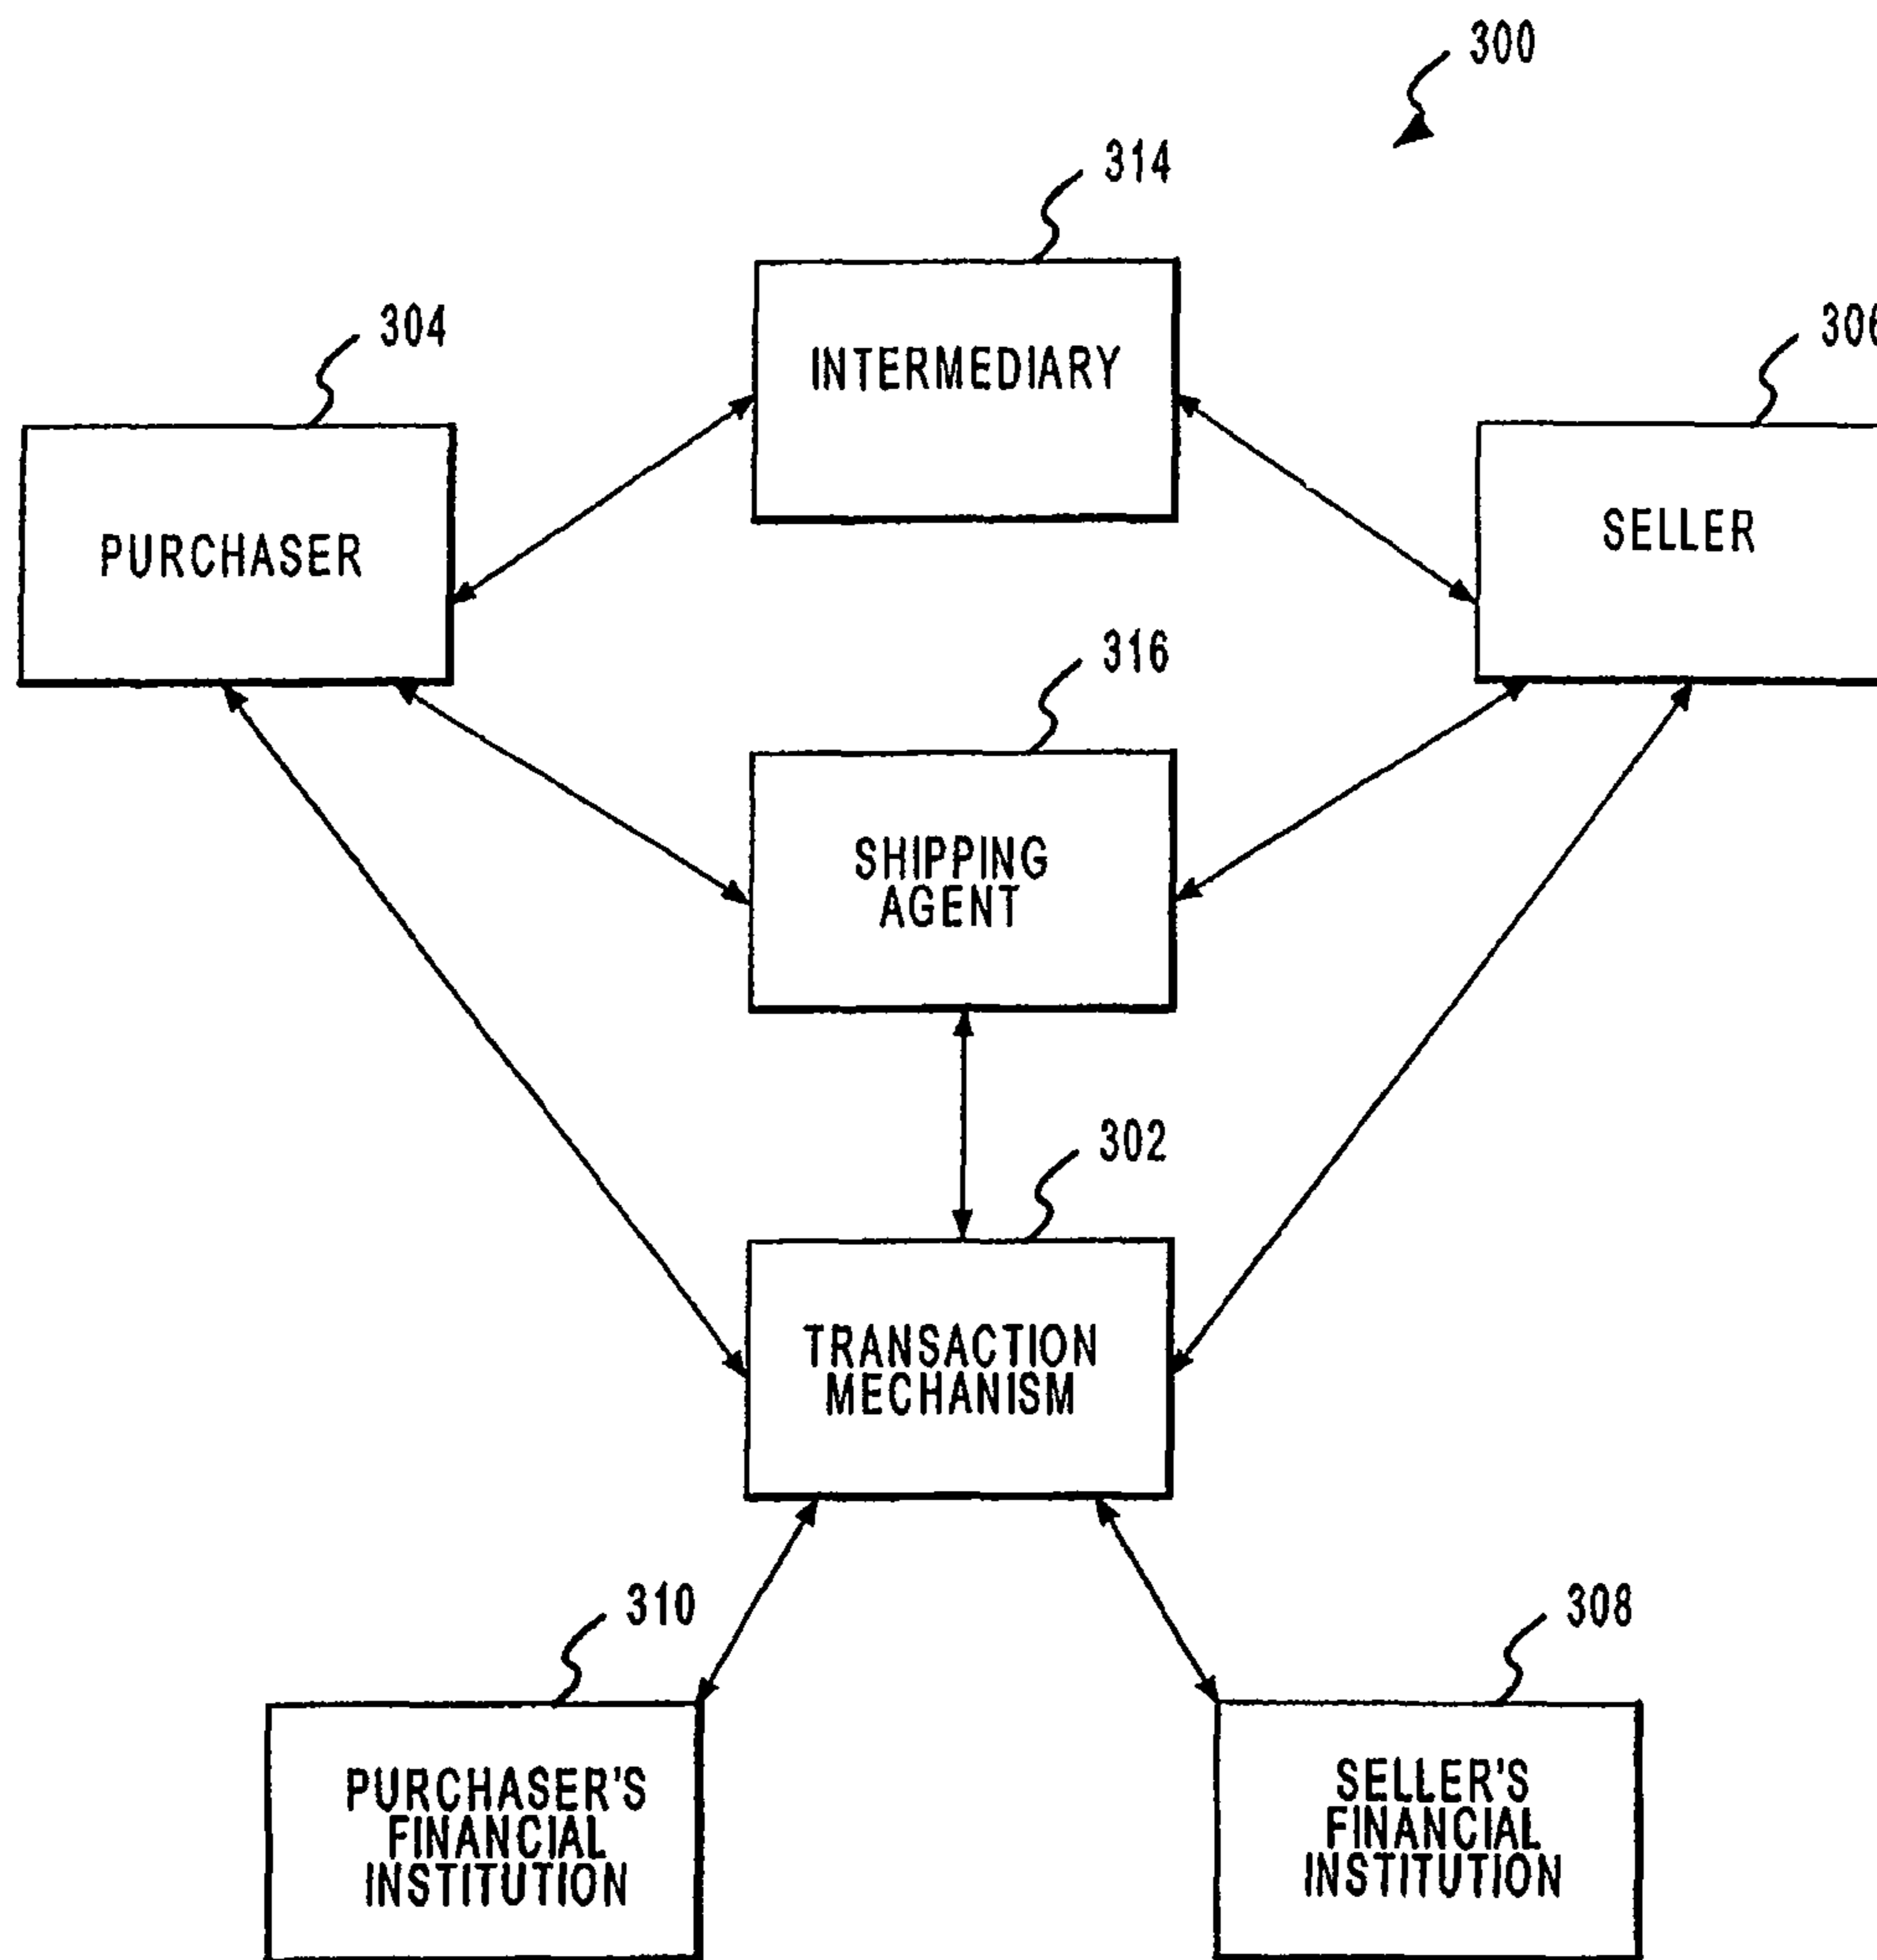 300
314
304
306
INTERMEDIARY
PURCHASER
SELLER
316
SHIPPING
AGENT
302
TRANSACTION
MECHANISM
310
308
PURCHASER'S
FINANCIAL
INSTITUTION
SELLER'S
FINANCIAL
INSTITUTION